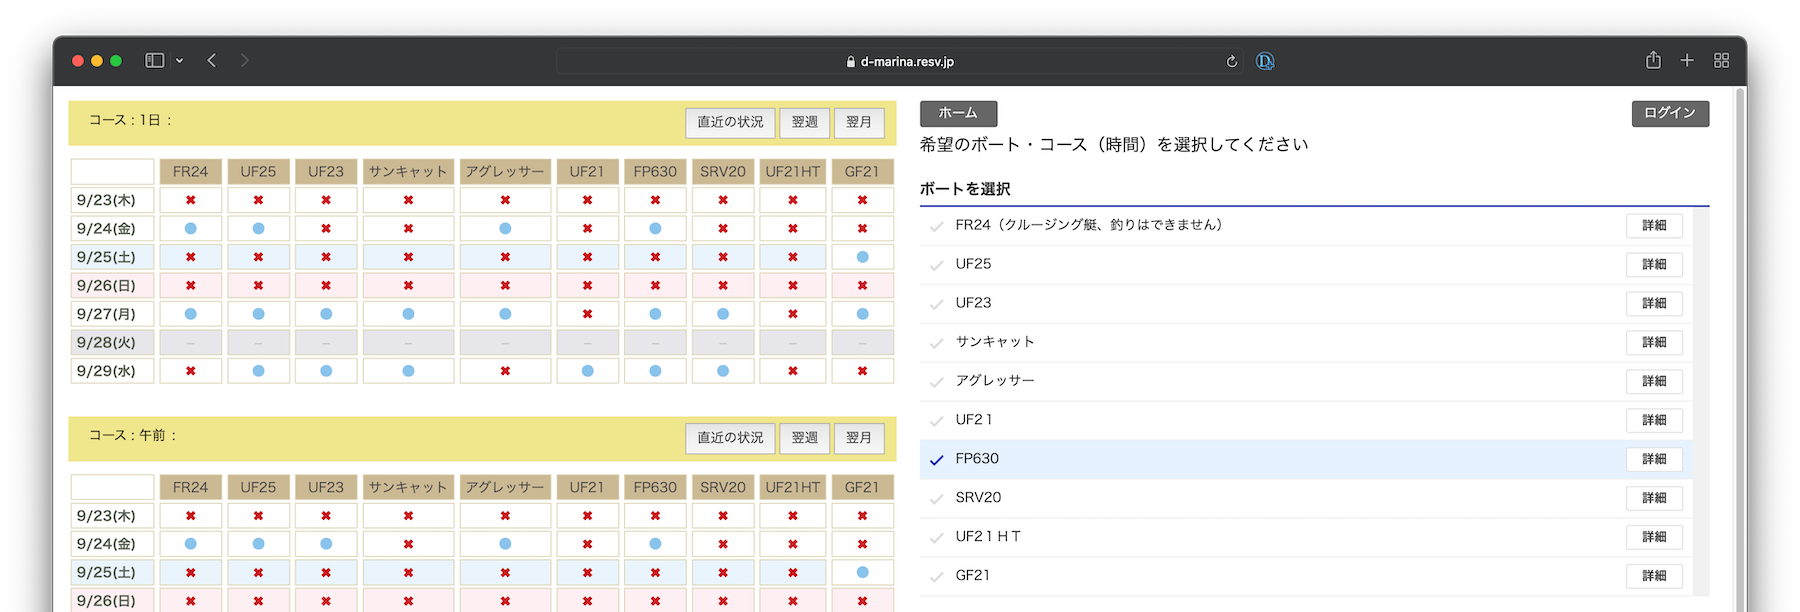 d-marina.resv.jp
コース : 1日 :
直近の状況 翌週 翌月
FR24 UF25 UF23 サンキャット アグレッサー UF21 FP630 SRV20 UF21HT GF21
9/23(木) ✖ ✖ ✖ ✖ ✖ ✖ ✖ ✖ ✖ ✖
9/24(金) ● ● ✖ ✖ ● ✖ ● ✖ ✖ ✖
9/25(土) ✖ ✖ ✖ ✖ ✖ ✖ ✖ ✖ ✖ ●
9/26(日) ✖ ✖ ✖ ✖ ✖ ✖ ✖ ✖ ✖ ✖
9/27(月) ● ● ● ● ● ✖ ● ● ✖ ●
9/28(火) – – – – – – – – – –
9/29(水) ✖ ● ● ● ✖ ● ● ● ✖ ✖
コース : 午前 :
直近の状況 翌週 翌月
FR24 UF25 UF23 サンキャット アグレッサー UF21 FP630 SRV20 UF21HT GF21
9/23(木) ✖ ✖ ✖ ✖ ✖ ✖ ✖ ✖ ✖ ✖
9/24(金) ● ● ● ✖ ● ✖ ● ✖ ✖ ✖
9/25(土) ✖ ✖ ✖ ✖ ✖ ✖ ✖ ✖ ✖ ●
9/26(日) ✖ ✖ ✖ ✖ ✖ ✖ ✖ ✖ ✖ ✖
ホーム
ログイン
希望のボート・コース（時間）を選択してください
ボートを選択
FR24（クルージング艇、釣りはできません） 詳細
UF25 詳細
UF23 詳細
サンキャット 詳細
アグレッサー 詳細
UF２1 詳細
FP630 詳細
SRV20 詳細
UF２1ＨＴ 詳細
GF21 詳細